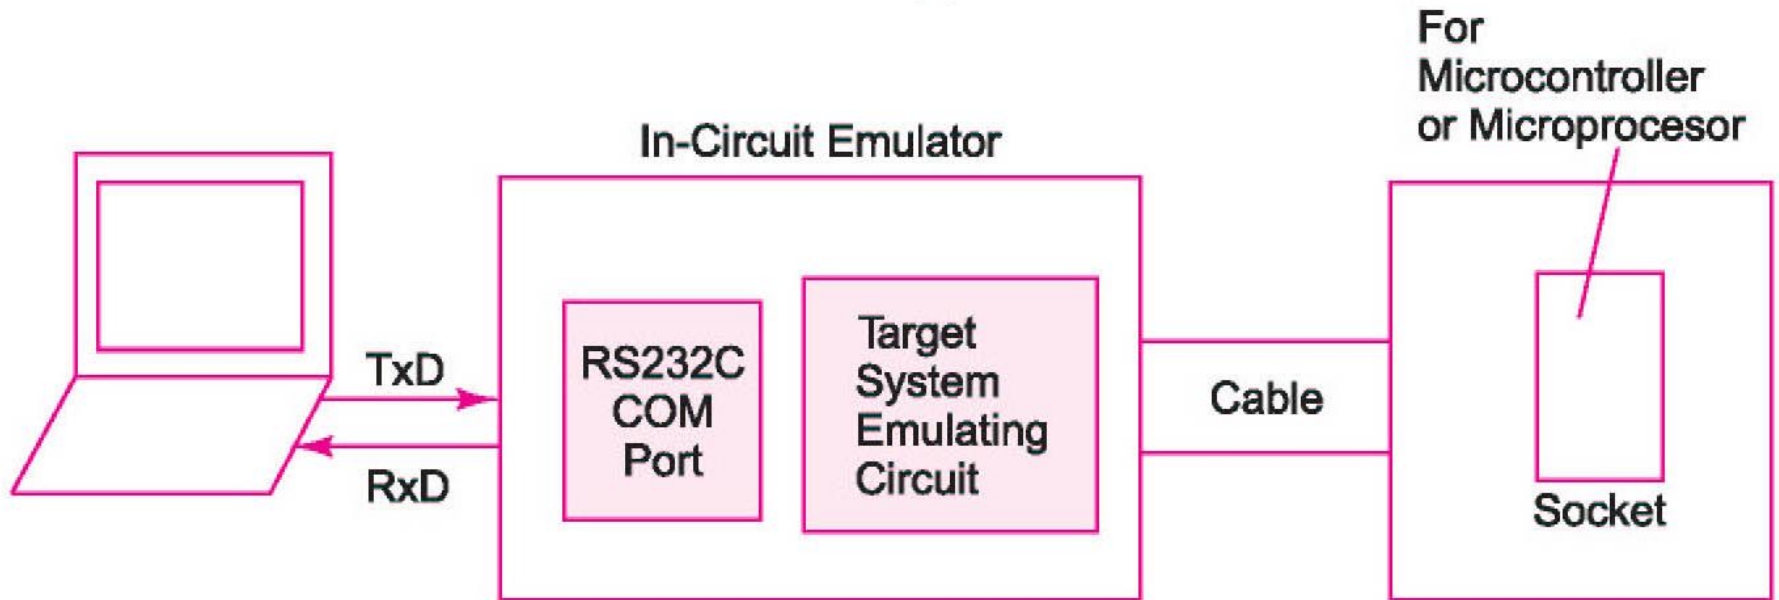 For
Microcontroller
or Microprocesor
In-Circuit Emulator
TxD
RxD
RS232C
COM
Port
Target
System
Emulating
Circuit
Cable
Socket